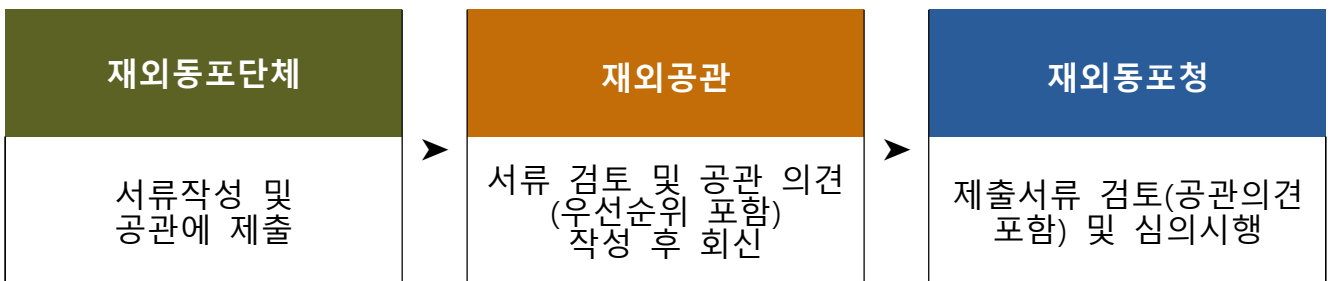 재외동포단체
서류작성 및
공관에 제출
➤
재외공관
서류 검토 및 공관 의견
(우선순위 포함)
작성 후 회신
➤
재외동포청
제출서류 검토(공관의견
포함) 및 심의시행